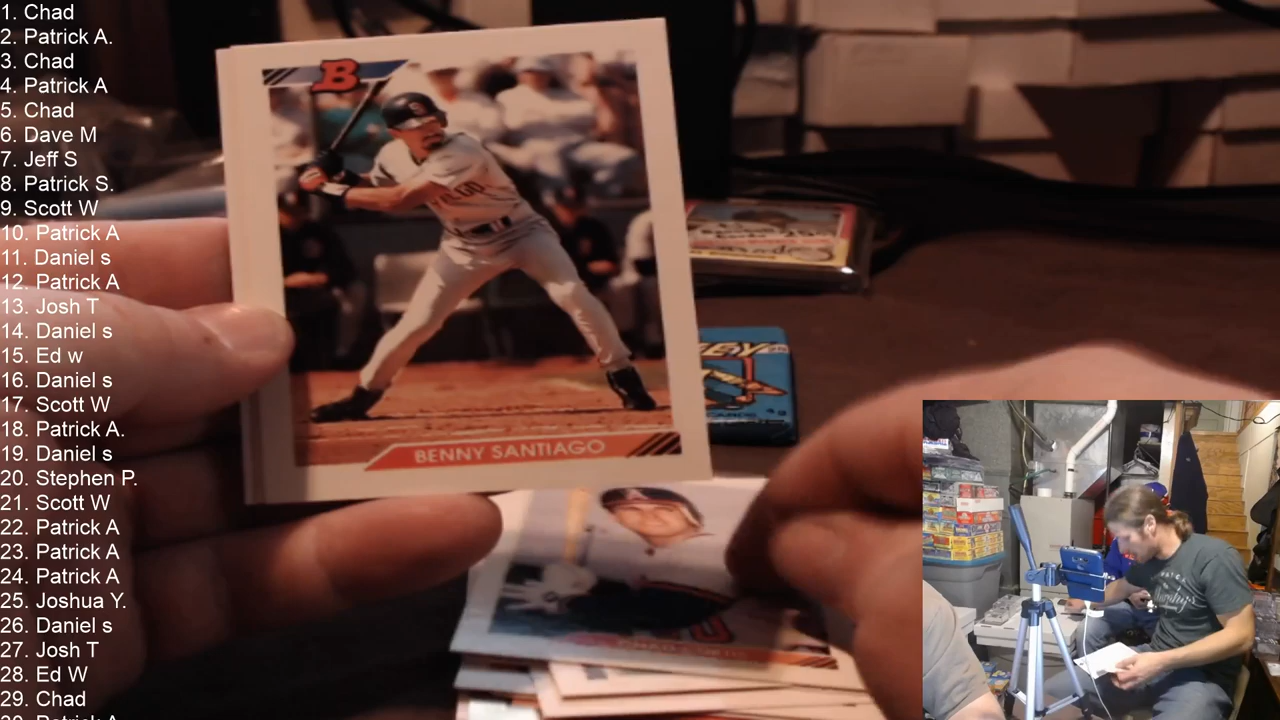 1. Chad
2. Patrick A.
3. Chad
4. Patrick A
5. Chad
6. Dave M
7. Jeff S
8. Patrick S.
9. Scott W
10. Patrick A
11. Daniel s
12. Patrick A
13. Josh T
14. Daniel s
15. Ed w
16. Daniel s
17. Scott W
18. Patrick A.
19. Daniel s
20. Stephen P.
21. Scott W
22. Patrick A
23. Patrick A
24. Patrick A
25. Joshua Y.
26. Daniel s
27. Josh T
28. Ed W
29. Chad
30. Patrick A
B
BENNY SANTIAGO